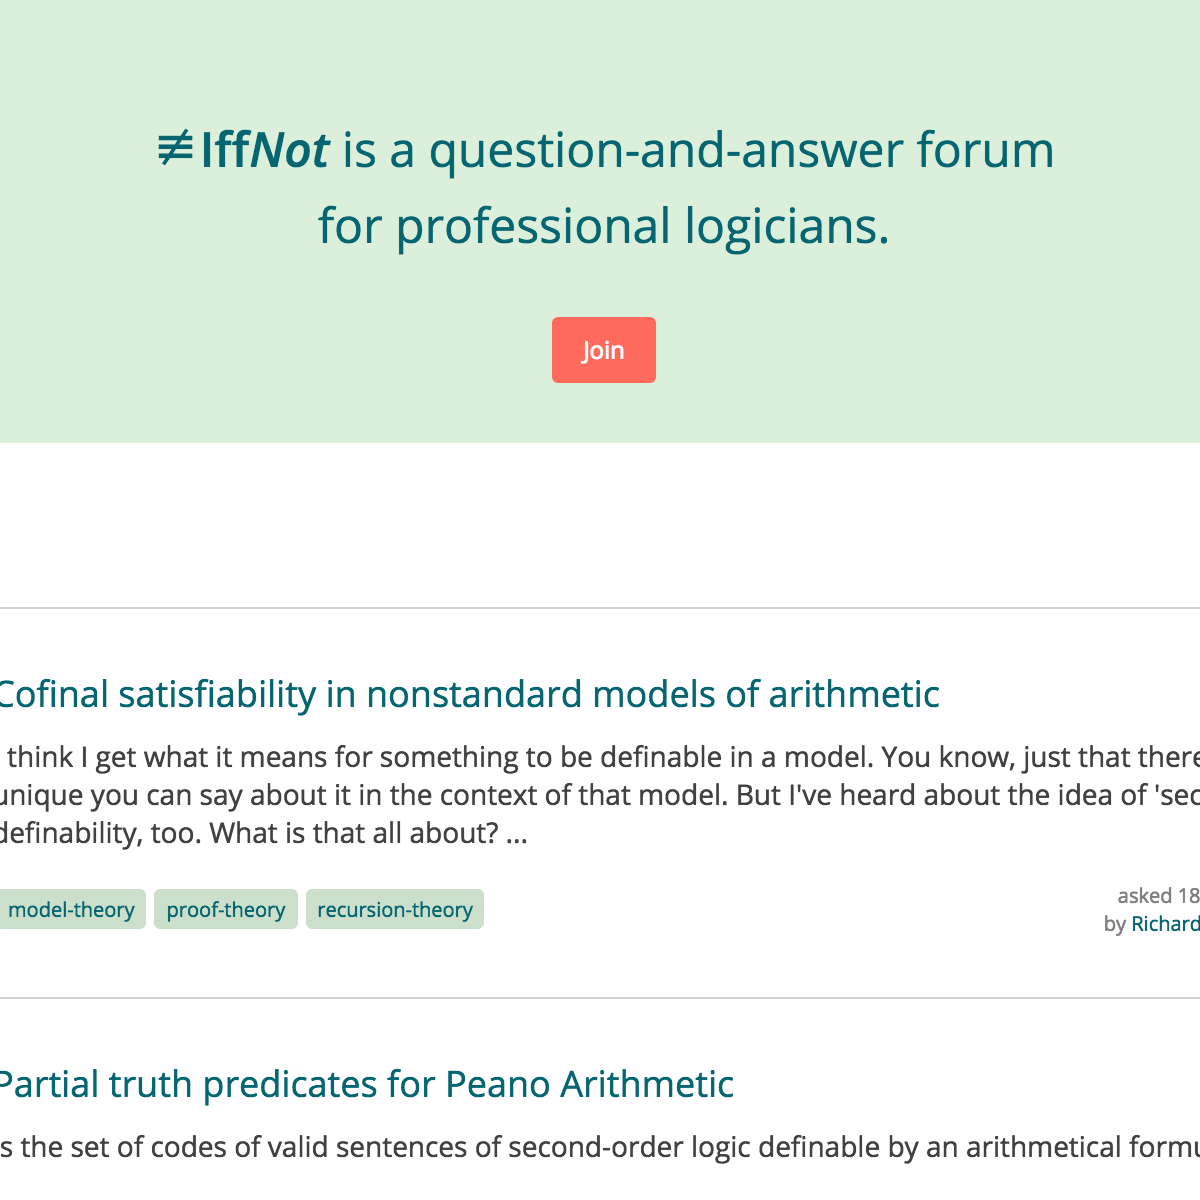 ≢IffNot is a question-and-answer forum
for professional logicians.
Join
Cofinal satisfiability in nonstandard models of arithmetic
think I get what it means for something to be definable in a model. You know, just that there
unique you can say about it in the context of that model. But I've heard about the idea of 'sec
definability, too. What is that all about? ...
model-theory proof-theory recursion-theory
asked 18
by Richard
Partial truth predicates for Peano Arithmetic
s the set of codes of valid sentences of second-order logic definable by an arithmetical formu